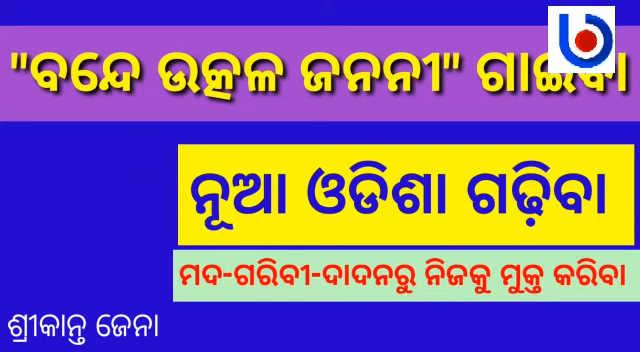 "ବନ୍ଦେ ଉତ୍କଳ ଜନନୀ" ଗାଇବା
ନୂଆ ଓଡିଶା ଗଢ଼ିବା
ମଦ-ଗରିବୀ-ଦାଦନରୁ ନିଜକୁ ମୁକ୍ତ କରିବା
ଶ୍ରୀକାନ୍ତ ଜେନା